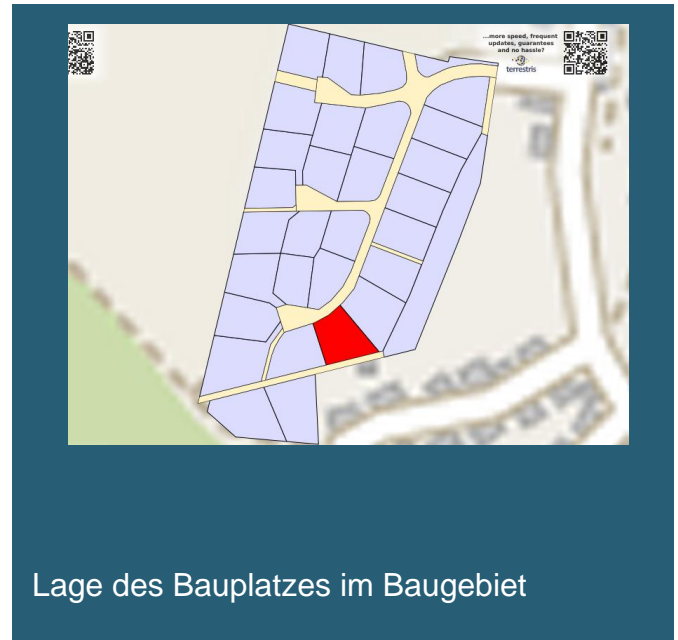 ...more speed, frequent
updates, guarantees
and no hassle?
terrestris
Lage des Bauplatzes im Baugebiet